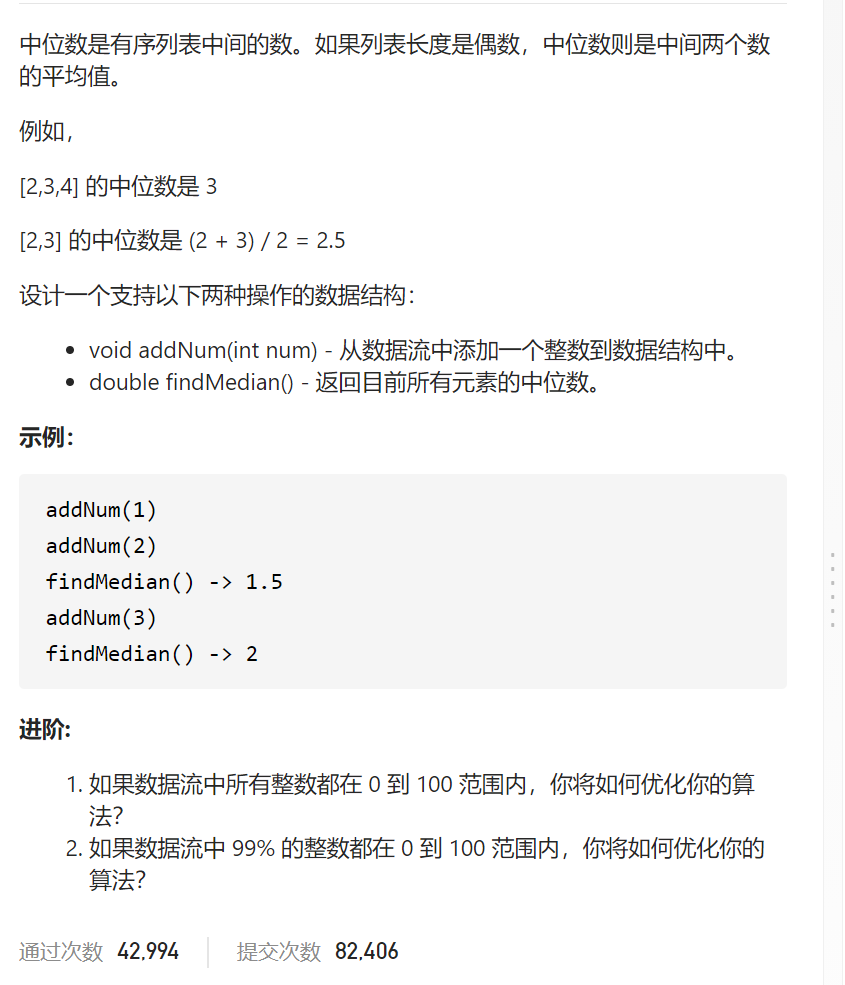 中位数是有序列表中间的数。如果列表长度是偶数，中位数则是中间两个数
的平均值。
例如，
[2,3,4] 的中位数是 3
[2,3] 的中位数是 (2 + 3) / 2 = 2.5
设计一个支持以下两种操作的数据结构：
• void addNum(int num) - 从数据流中添加一个整数到数据结构中。
• double findMedian() - 返回目前所有元素的中位数。
示例：
addNum(1)
addNum(2)
findMedian() -> 1.5
addNum(3)
findMedian() -> 2
进阶:
1. 如果数据流中所有整数都在 0 到 100 范围内，你将如何优化你的算
法？
2. 如果数据流中 99% 的整数都在 0 到 100 范围内，你将如何优化你的
算法？
通过次数 42,994 提交次数 82,406